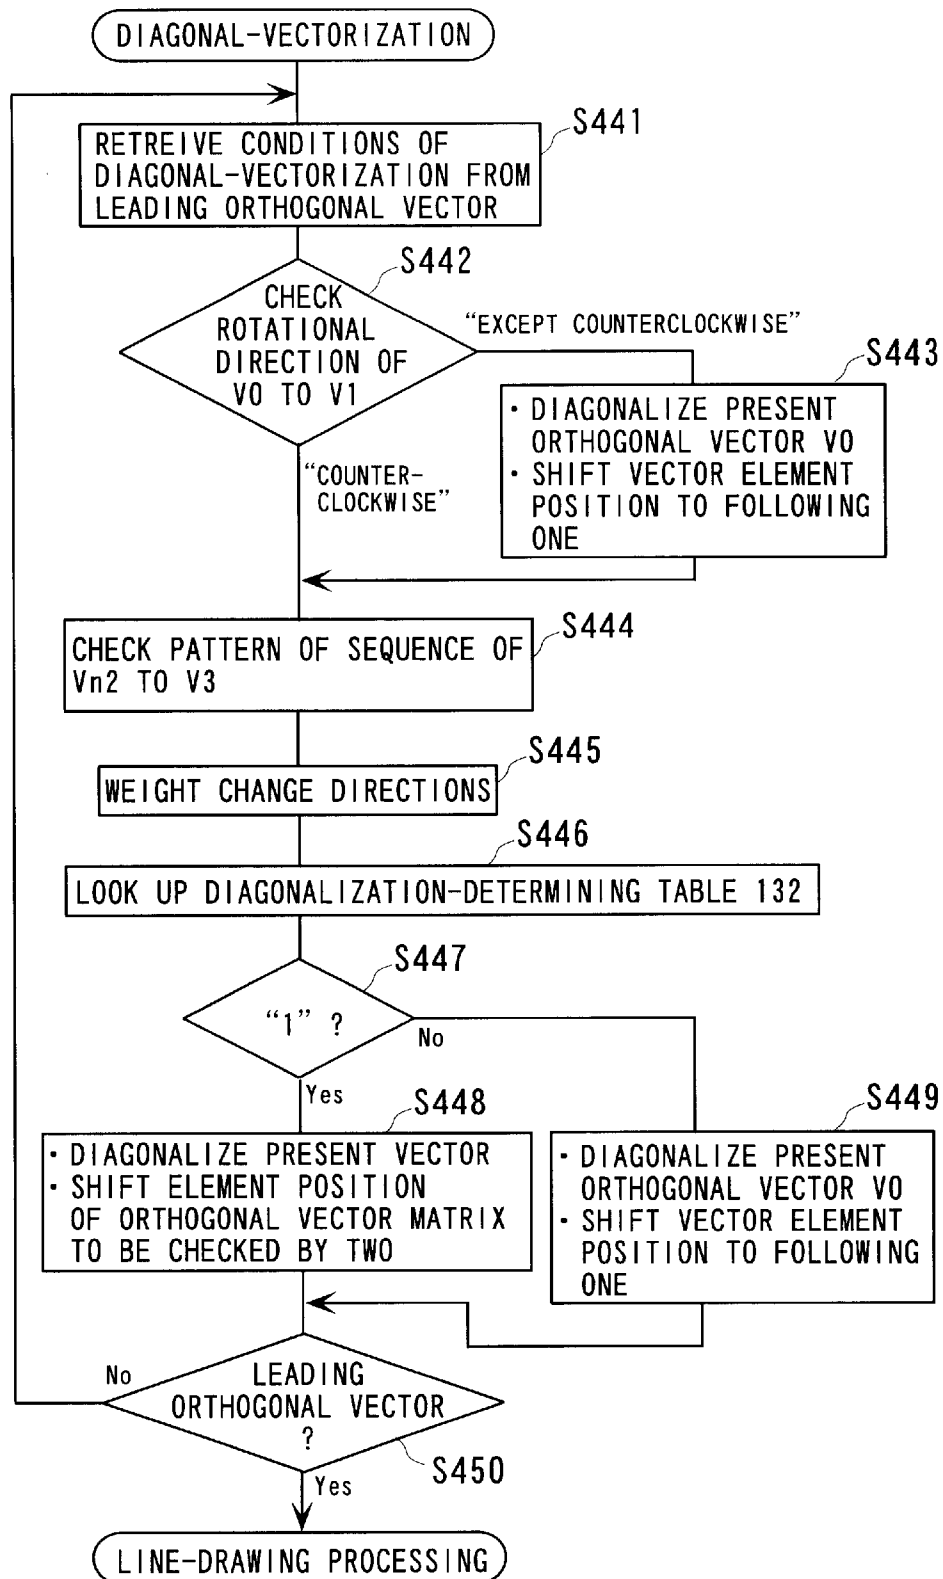 DIAGONAL-VECTORIZATION
S441
RETREIVE CONDITIONS OF
DIAGONAL-VECTORIZATION FROM
LEADING ORTHOGONAL VECTOR
S442
CHECK
ROTATIONAL
DIRECTION OF
V0 TO V1
“EXCEPT COUNTERCLOCKWISE”
S443
· DIAGONALIZE PRESENT
ORTHOGONAL VECTOR V0
· SHIFT VECTOR ELEMENT
POSITION TO FOLLOWING
ONE
“COUNTER-
CLOCKWISE”
S444
CHECK PATTERN OF SEQUENCE OF
Vn2 TO V3
S445
WEIGHT CHANGE DIRECTIONS
S446
LOOK UP DIAGONALIZATION-DETERMINING TABLE 132
S447
“1” ?
No
Yes
S448
· DIAGONALIZE PRESENT VECTOR
· SHIFT ELEMENT POSITION
OF ORTHOGONAL VECTOR MATRIX
TO BE CHECKED BY TWO
S449
· DIAGONALIZE PRESENT
ORTHOGONAL VECTOR V0
· SHIFT VECTOR ELEMENT
POSITION TO FOLLOWING
ONE
No
LEADING
ORTHOGONAL VECTOR
?
S450
Yes
LINE-DRAWING PROCESSING